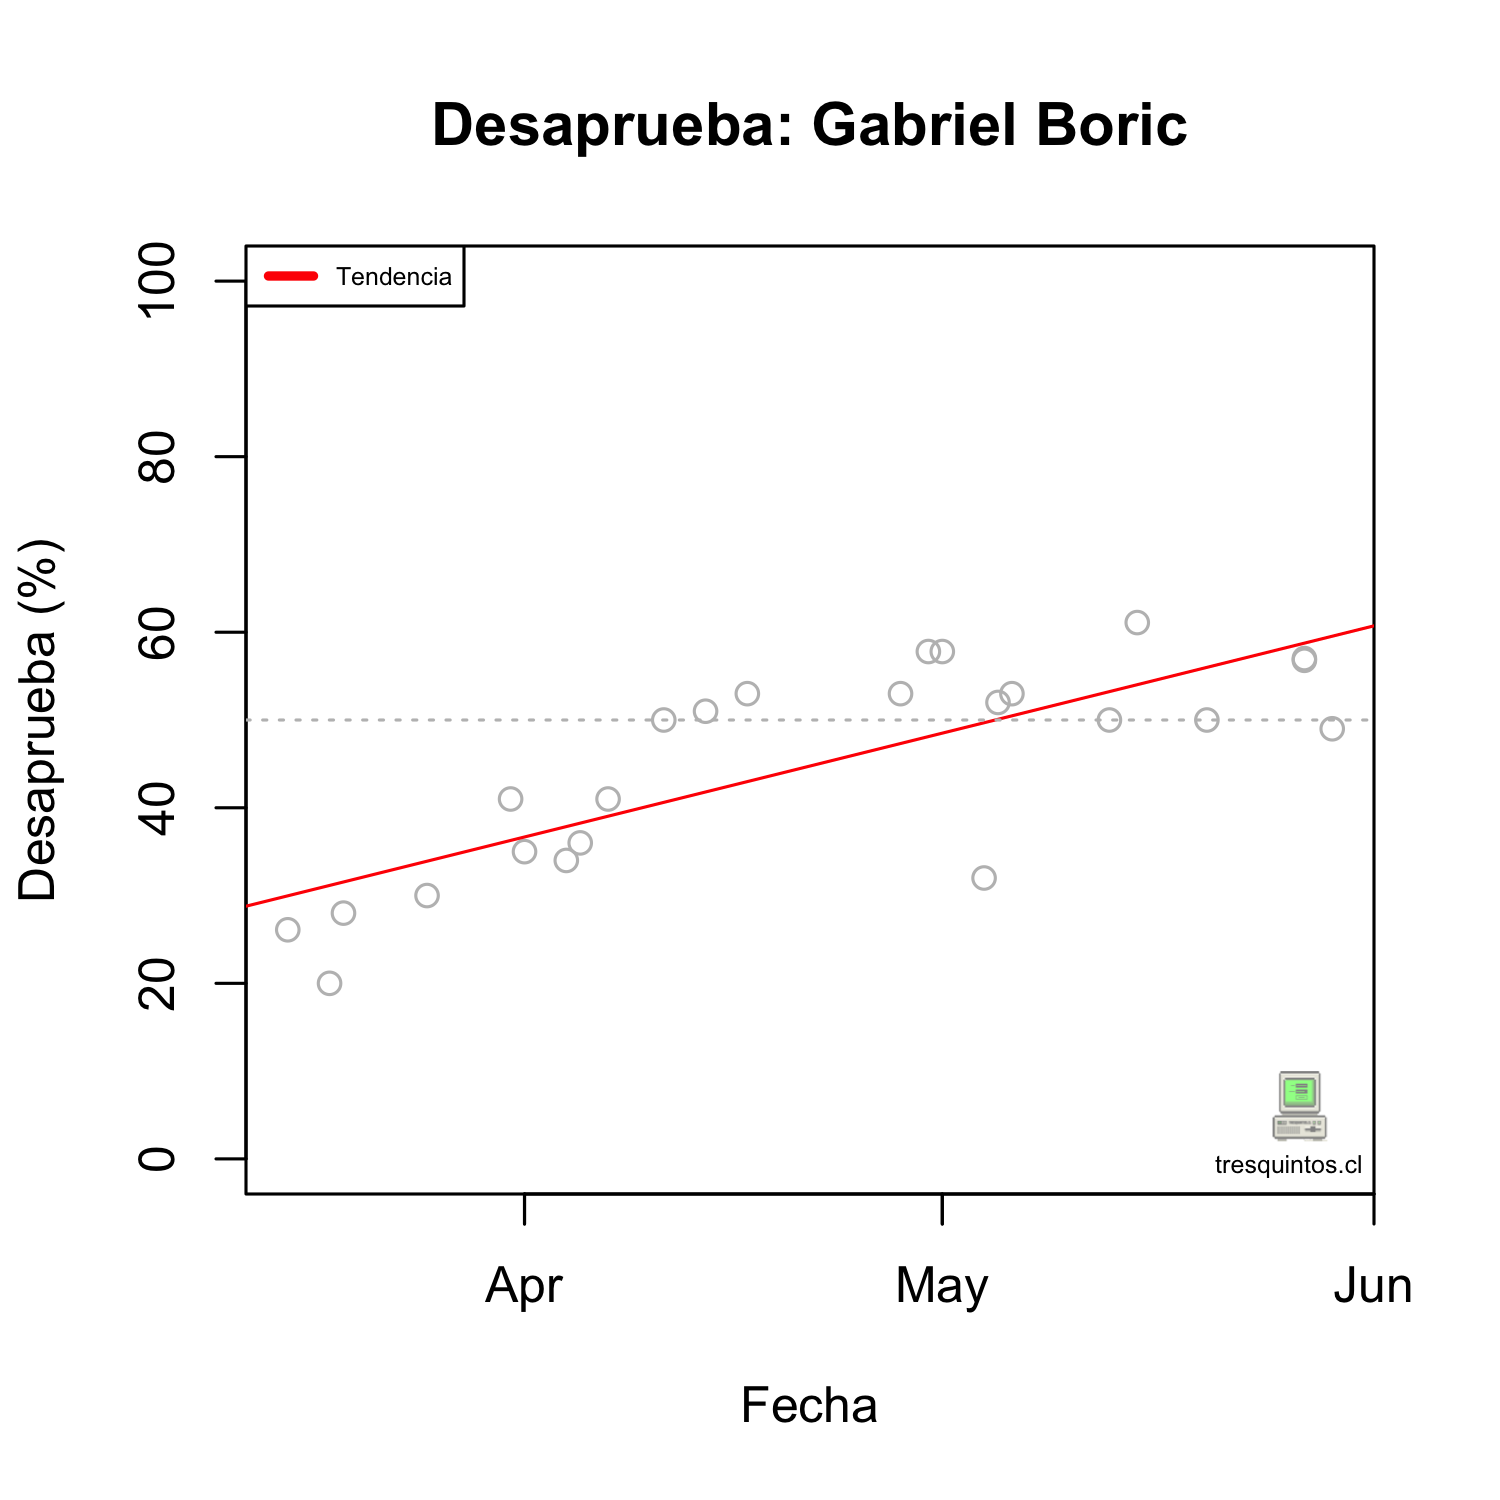 Desaprueba: Gabriel Boric
Tendencia
Desaprueba (%)
100
80
60
40
20
0
tresquintos.cl
Apr
May
Jun
Fecha